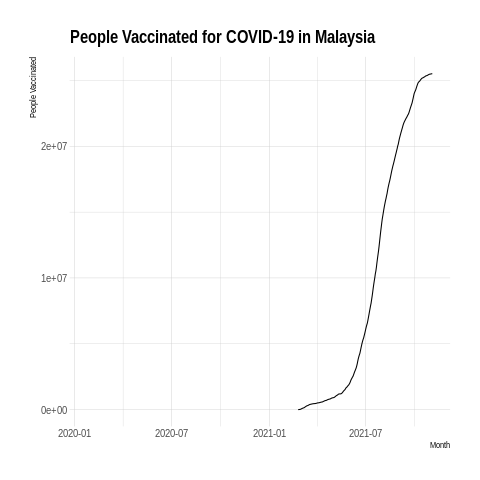 People Vaccinated for COVID-19 in Malaysia
People Vaccinated
2e+07
1e+07
0e+00
2020-01 2020-07 2021-01 2021-07
Month